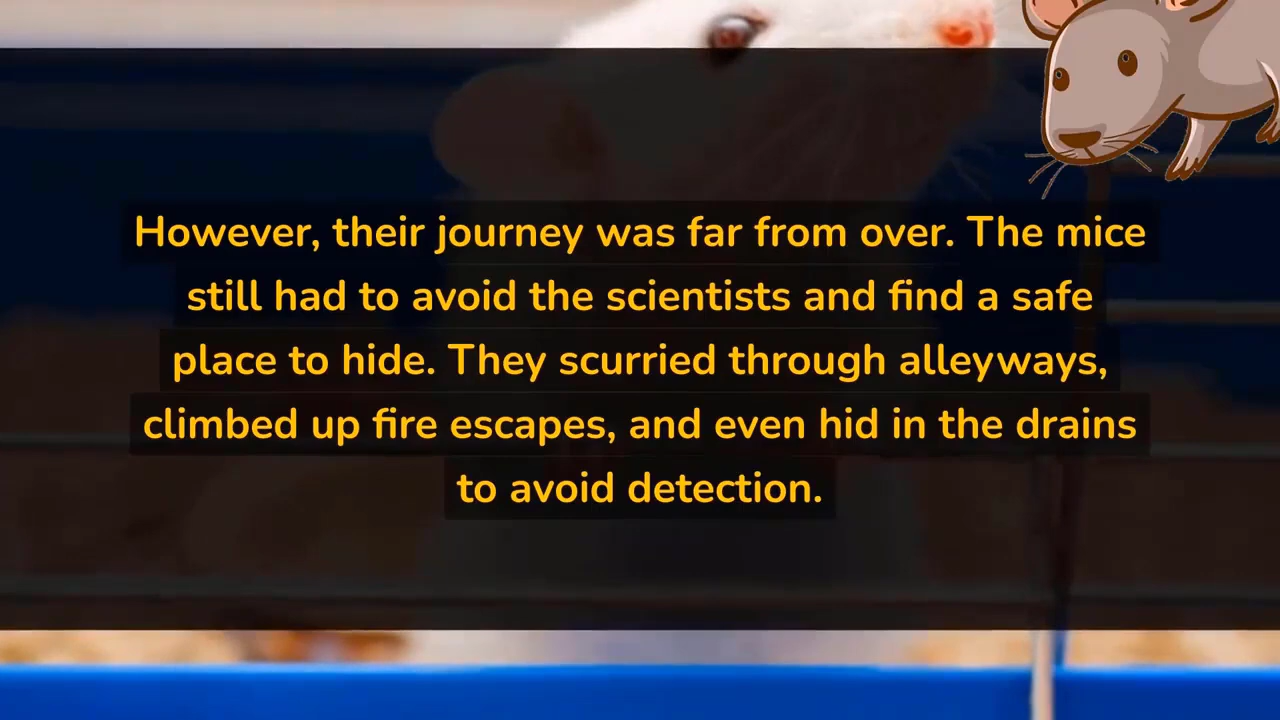 However, their journey was far from over. The mice
still had to avoid the scientists and find a safe
place to hide. They scurried through alleyways,
climbed up fire escapes, and even hid in the drains
to avoid detection.